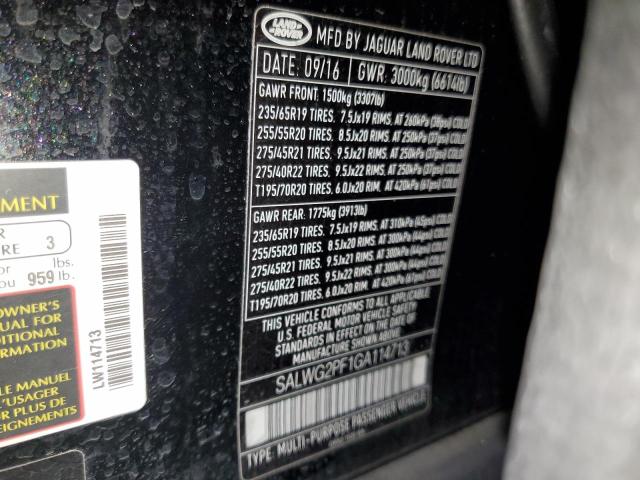 LAND
ROVER
MFD BY JAGUAR LAND ROVER LTD
DATE: 09/16 GWR: 3000kg (6614lb)
GAWR FRONT: 1500kg (3307lb)
235/65R19 TIRES, 7.5Jx19 RIMS, AT 260kPa (38psi) COLD
255/55R20 TIRES, 8.5Jx20 RIMS, AT 250kPa (37psi) COLD
275/45R21 TIRES, 9.5Jx21 RIMS, AT 250kPa (37psi) COLD
275/40R22 TIRES, 9.5Jx22 RIMS, AT 250kPa (37psi) COLD
T195/70R20 TIRES, 6.0Jx20 RIM, AT 420kPa (61psi) COLD
GAWR REAR: 1775kg (3913lb)
235/65R19 TIRES, 7.5Jx19 RIMS, AT 310kPa (45psi) COLD
255/55R20 TIRES, 8.5Jx20 RIMS, AT 300kPa (44psi) COLD
275/45R21 TIRES, 9.5Jx21 RIMS, AT 300kPa (44psi) COLD
275/40R22 TIRES, 9.5Jx22 RIMS, AT 300kPa (44psi) COLD
T195/70R20 TIRES, 6.0Jx20 RIM, AT 420kPa (61psi) COLD
THIS VEHICLE CONFORMS TO ALL APPLICABLE
U.S. FEDERAL MOTOR VEHICLE SAFETY
STANDARDS IN EFFECT ON THE DATE OF
MANUFACTURE SHOWN ABOVE
SALWG2PF1GA114713
TYPE: MULTI-PURPOSE PASSENGER VEHICLE
EMENT
R
RE 3
or lbs.
ou 959 lb.
OWNER'S
UAL FOR
DITIONAL
ORMATION
LE MANUEL
L'USAGER
R PLUS DE
EIGNEMENTS
LW114713